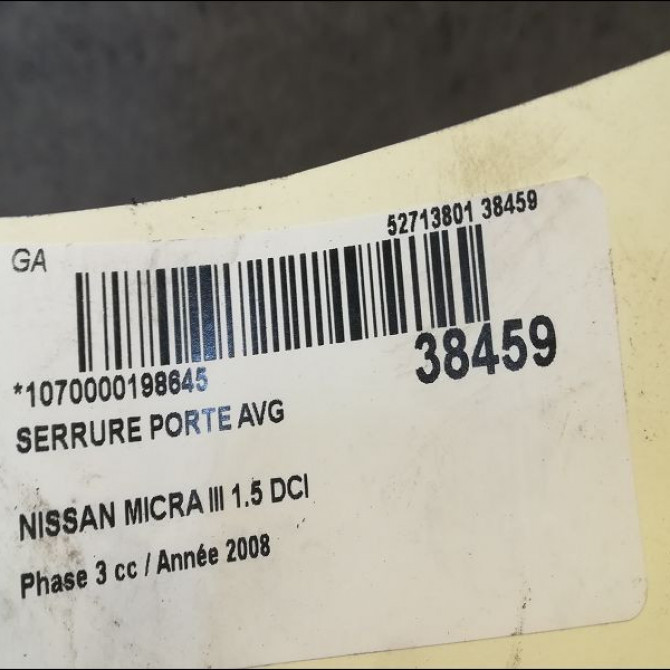 52713801 38459
GA
*1070000198645
38459
SERRURE PORTE AVG
NISSAN MICRA III 1.5 DCI
Phase 3 cc / Année 2008